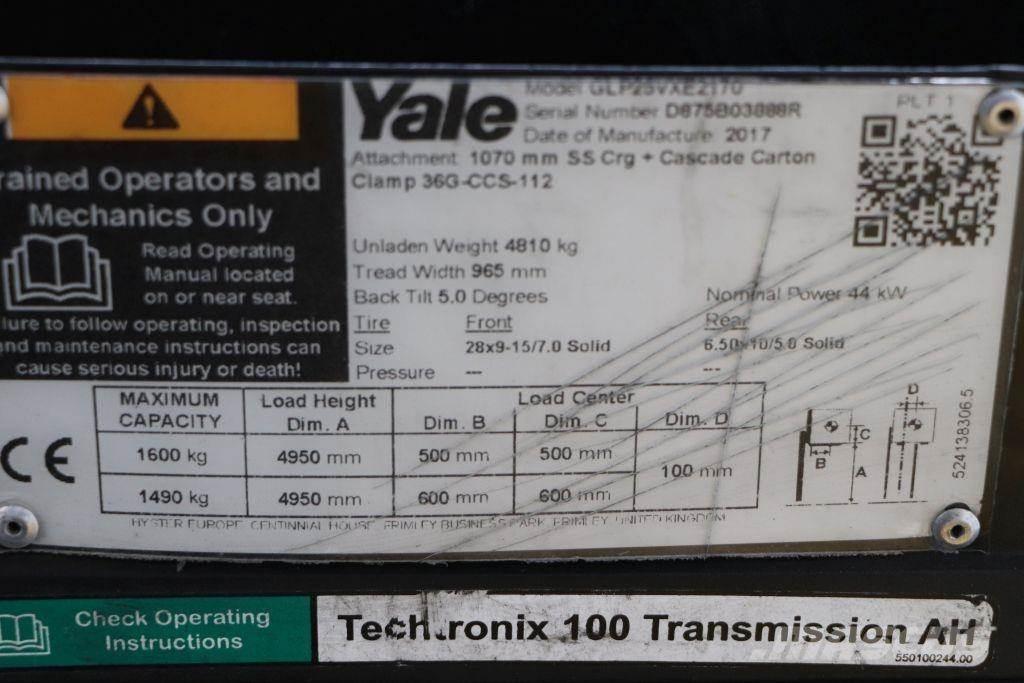 Yale
Model GLP25VXE2170
Serial Number D875B03888R
Date of Manufacture 2017
PLT 1
Attachment 1070 mm SS Crg + Cascade Carton
Clamp 36G-CCS-112
Unladen Weight 4810 kg
Tread Width 965 mm
Back Tilt 5.0 Degrees
Nominal Power 44 kW
Tire Front Rear
Size 28x9-15/7.0 Solid 6.50x10/5.0 Solid
Pressure --- ---
rained Operators and
Mechanics Only
Read Operating
Manual located
on or near seat.
lure to follow operating, inspection
and maintenance instructions can
cause serious injury or death!
MAXIMUM CAPACITY Load Height Dim. A Load Center
Dim. B Dim. C Dim. D
1600 kg 4950 mm 500 mm 500 mm 100 mm
1490 kg 4950 mm 600 mm 600 mm
CE
D
C
B
A
524138306.5
HYSTER EUROPE CENTINNIAL HOUSE FRIMLEY BUSINESS PARK, FRIMLEY, UNITED KINGDOM
Check Operating
Instructions
Techtronix 100 Transmission AH
550100244.00